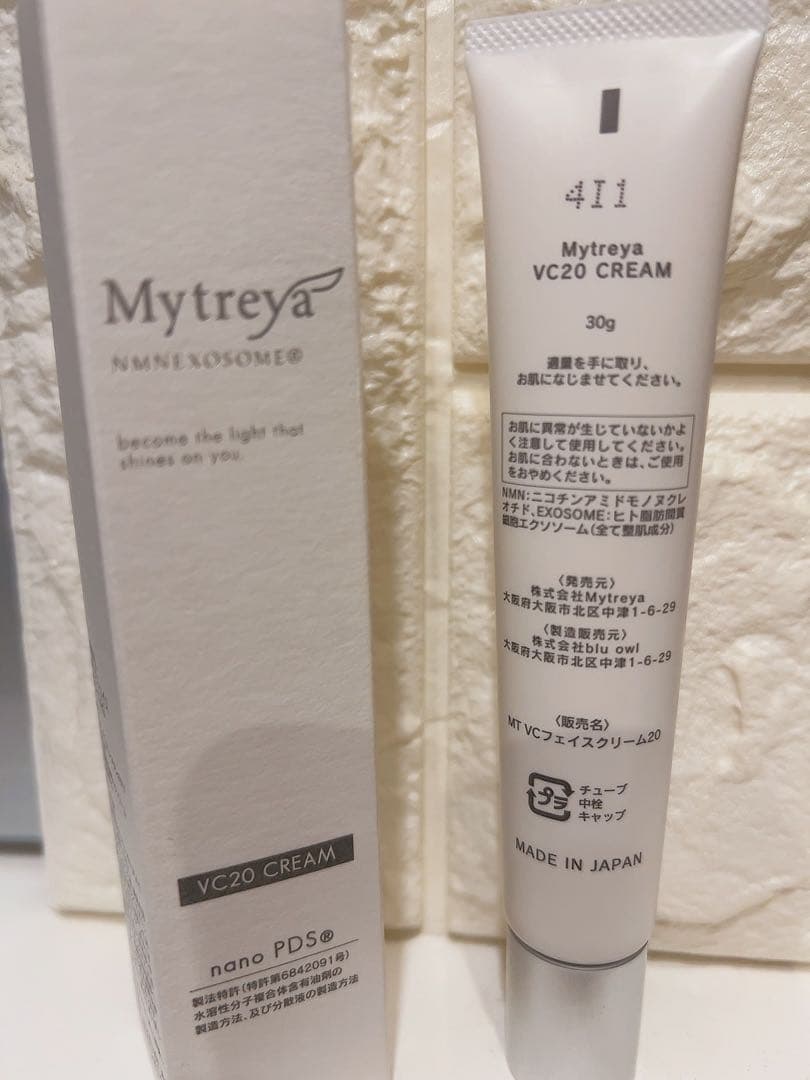 Mytreya
NMNEXOSOME®
become the light that
shines on you.
VC20 CREAM
nano PDS®
製法特許(特許第6842091号)
水溶性分子複合体含有油剤の
製造方法、及び分散液の製造方法
4I1
Mytreya
VC20 CREAM
30g
適量を手に取り、
お肌になじませてください。
お肌に異常が生じていないかよ
く注意して使用してください。
お肌に合わないときは、ご使用
をおやめください。
NMN:ニコチンアミドモノヌクレ
オチド、EXOSOME:ヒト脂肪間質
細胞エクソソーム(全て整肌成分)
〈発売元〉
株式会社Mytreya
大阪府大阪市北区中津1-6-29
〈製造販売元〉
株式会社blu owl
大阪府大阪市北区中津1-6-29
〈販売名〉
MT VCフェイスクリーム20
プラ
チューブ
中栓
キャップ
MADE IN JAPAN